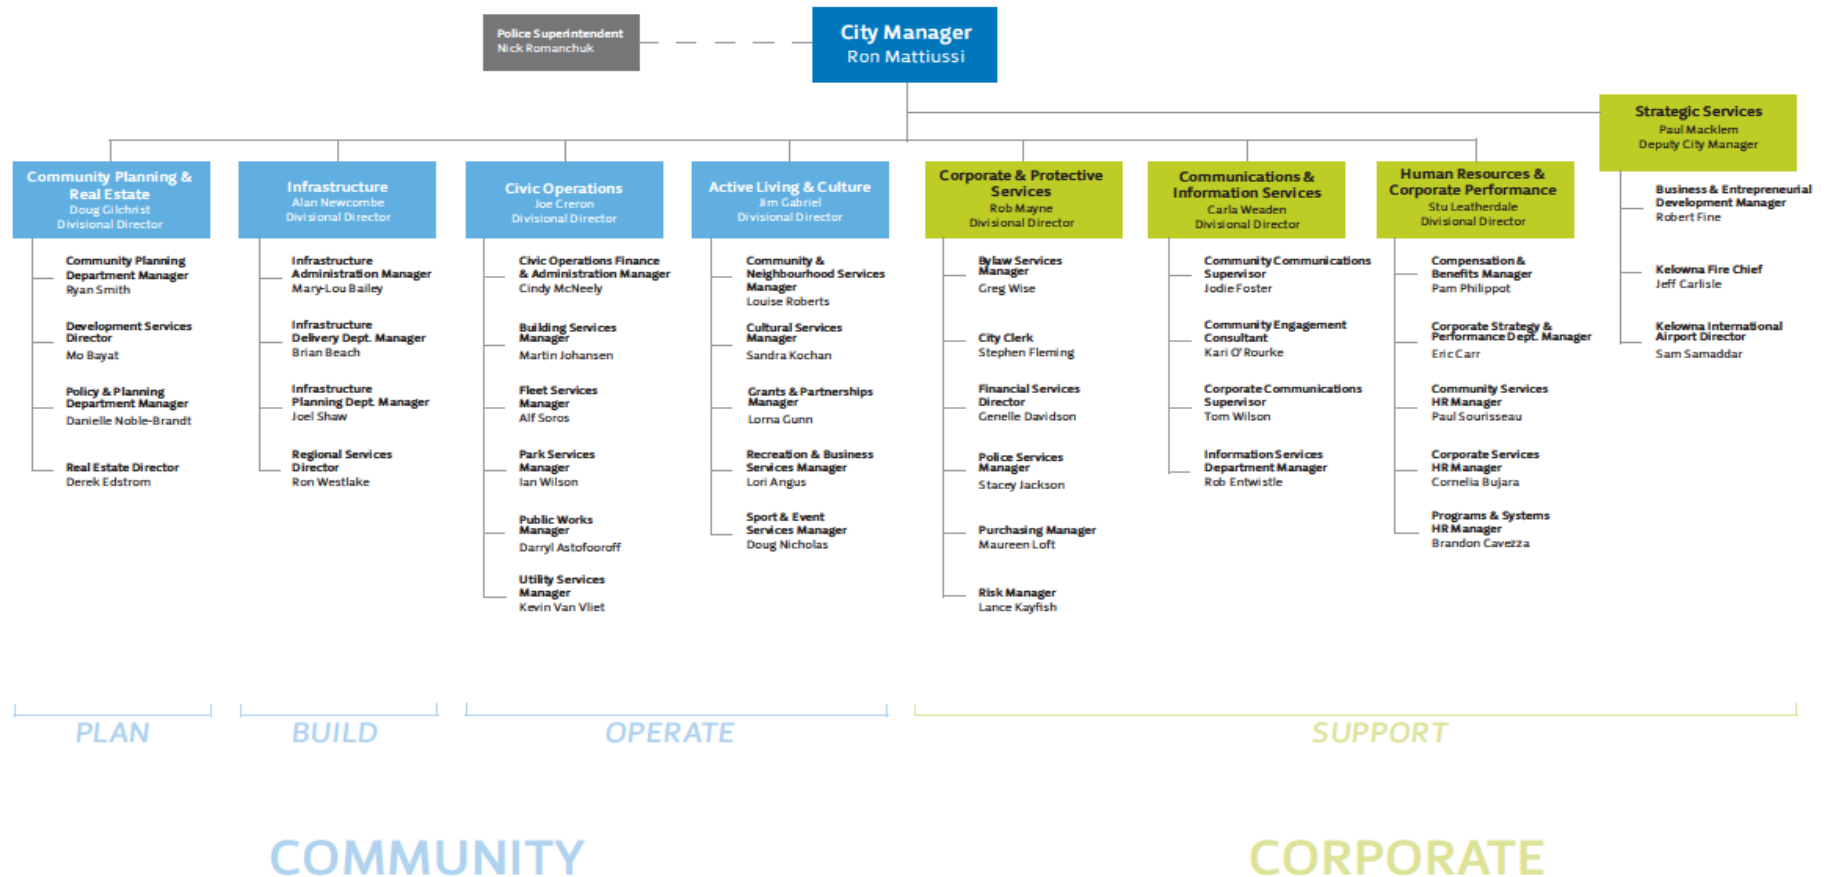 Police Superintendent
Nick Romanchuk
City Manager
Ron Mattiussi
Strategic Services
Paul Macklem
Deputy City Manager
Business & Entrepreneurial
Development Manager
Robert Fine
Kelowna Fire Chief
Jeff Carlisle
Kelowna International
Airport Director
Sam Samaddar
Community Planning &
Real Estate
Doug Gilchrist
Divisional Director
Community Planning
Department Manager
Ryan Smith
Development Services
Director
Mo Bayat
Policy & Planning
Department Manager
Danielle Noble-Brandt
Real Estate Director
Derek Edstrom
Infrastructure
Alan Newcombe
Divisional Director
Infrastructure
Administration Manager
Mary-Lou Bailey
Infrastructure
Delivery Dept. Manager
Brian Beach
Infrastructure
Planning Dept. Manager
Joel Shaw
Regional Services
Director
Ron Westlake
Civic Operations
Joe Creron
Divisional Director
Civic Operations Finance
& Administration Manager
Cindy McNeely
Building Services
Manager
Martin Johansen
Fleet Services
Manager
Alf Soros
Park Services
Manager
Ian Wilson
Public Works
Manager
Darryl Astofooroff
Utility Services
Manager
Kevin Van Vliet
Active Living & Culture
Jim Gabriel
Divisional Director
Community &
Neighbourhood Services
Manager
Louise Roberts
Cultural Services
Manager
Sandra Kochan
Grants & Partnerships
Manager
Lorna Gunn
Recreation & Business
Services Manager
Lori Angus
Sport & Event
Services Manager
Doug Nicholas
Corporate & Protective
Services
Rob Mayne
Divisional Director
Bylaw Services
Manager
Greg Wise
City Clerk
Stephen Fleming
Financial Services
Director
Genelle Davidson
Police Services
Manager
Stacey Jackson
Purchasing Manager
Maureen Loft
Risk Manager
Lance Kayfish
Communications &
Information Services
Carla Weaden
Divisional Director
Community Communications
Supervisor
Jodie Foster
Community Engagement
Consultant
Kari O'Rourke
Corporate Communications
Supervisor
Tom Wilson
Information Services
Department Manager
Rob Entwistle
Human Resources &
Corporate Performance
Stu Leatherdale
Divisional Director
Compensation &
Benefits Manager
Pam Philippot
Corporate Strategy &
Performance Dept. Manager
Eric Carr
Community Services
HR Manager
Paul Sourisseau
Corporate Services
HR Manager
Cornelia Bujara
Programs & Systems
HR Manager
Brandon Cavezza
PLAN
BUILD
OPERATE
SUPPORT
COMMUNITY
CORPORATE